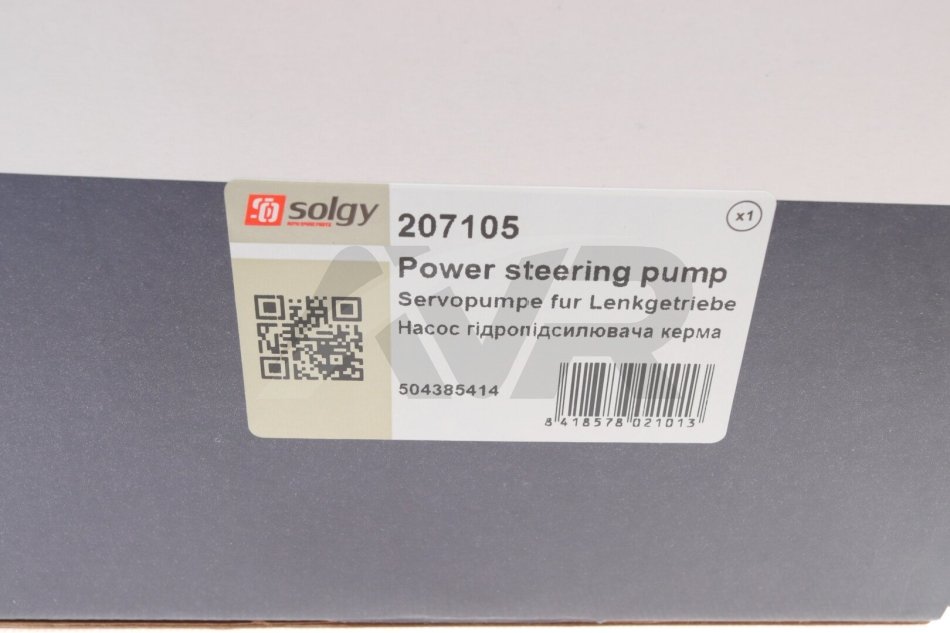 solgy
207105
x1
Power steering pump
Servopumpe fur Lenkgetriebe
Насос гідропідсилювача керма
504385414
8 418578 021013